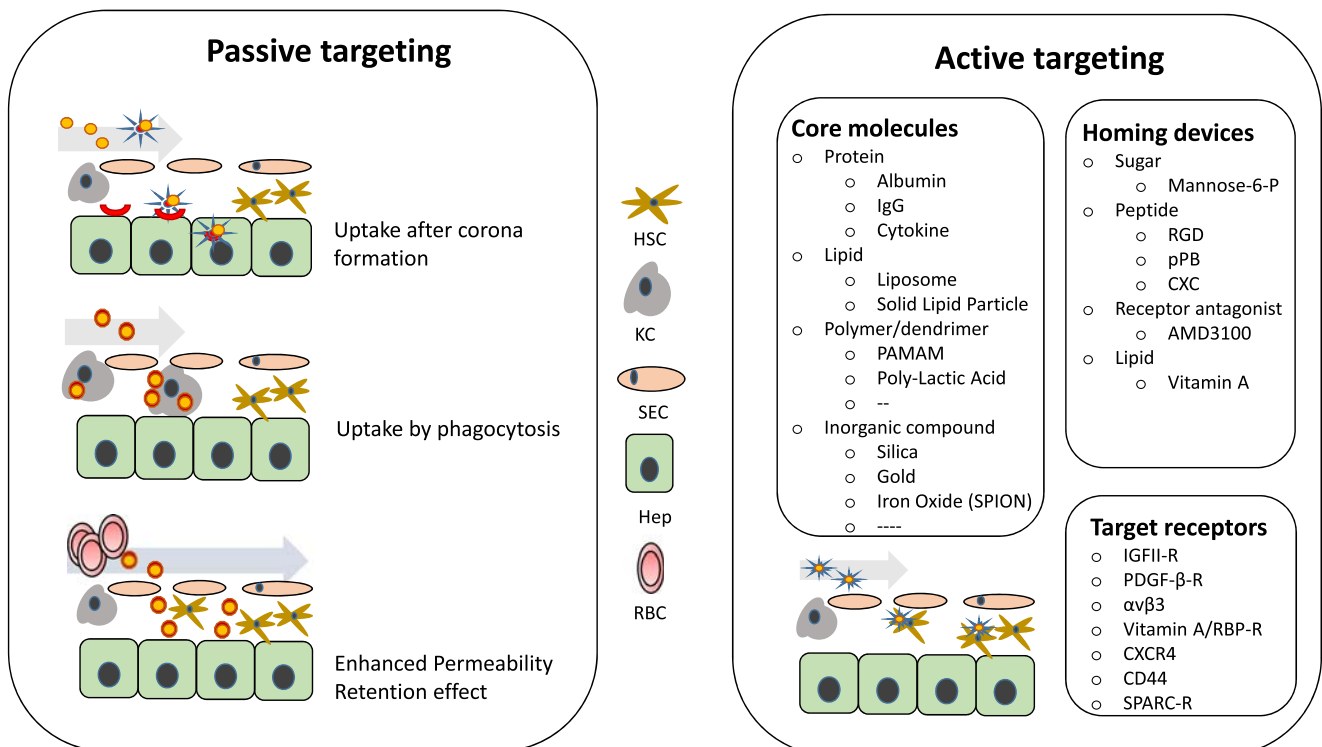 Passive targeting
Uptake after corona
formation
Uptake by phagocytosis
Enhanced Permeability
Retention effect
HSC
KC
SEC
Hep
RBC
Active targeting
Core molecules
o Protein
o Albumin
o IgG
o Cytokine
o Lipid
o Liposome
o Solid Lipid Particle
o Polymer/dendrimer
o PAMAM
o Poly-Lactic Acid
o --
o Inorganic compound
o Silica
o Gold
o Iron Oxide (SPION)
o ----
Homing devices
o Sugar
o Mannose-6-P
o Peptide
o RGD
o pPB
o CXC
o Receptor antagonist
o AMD3100
o Lipid
o Vitamin A
Target receptors
o IGFII-R
o PDGF-β-R
o αvβ3
o Vitamin A/RBP-R
o CXCR4
o CD44
o SPARC-R